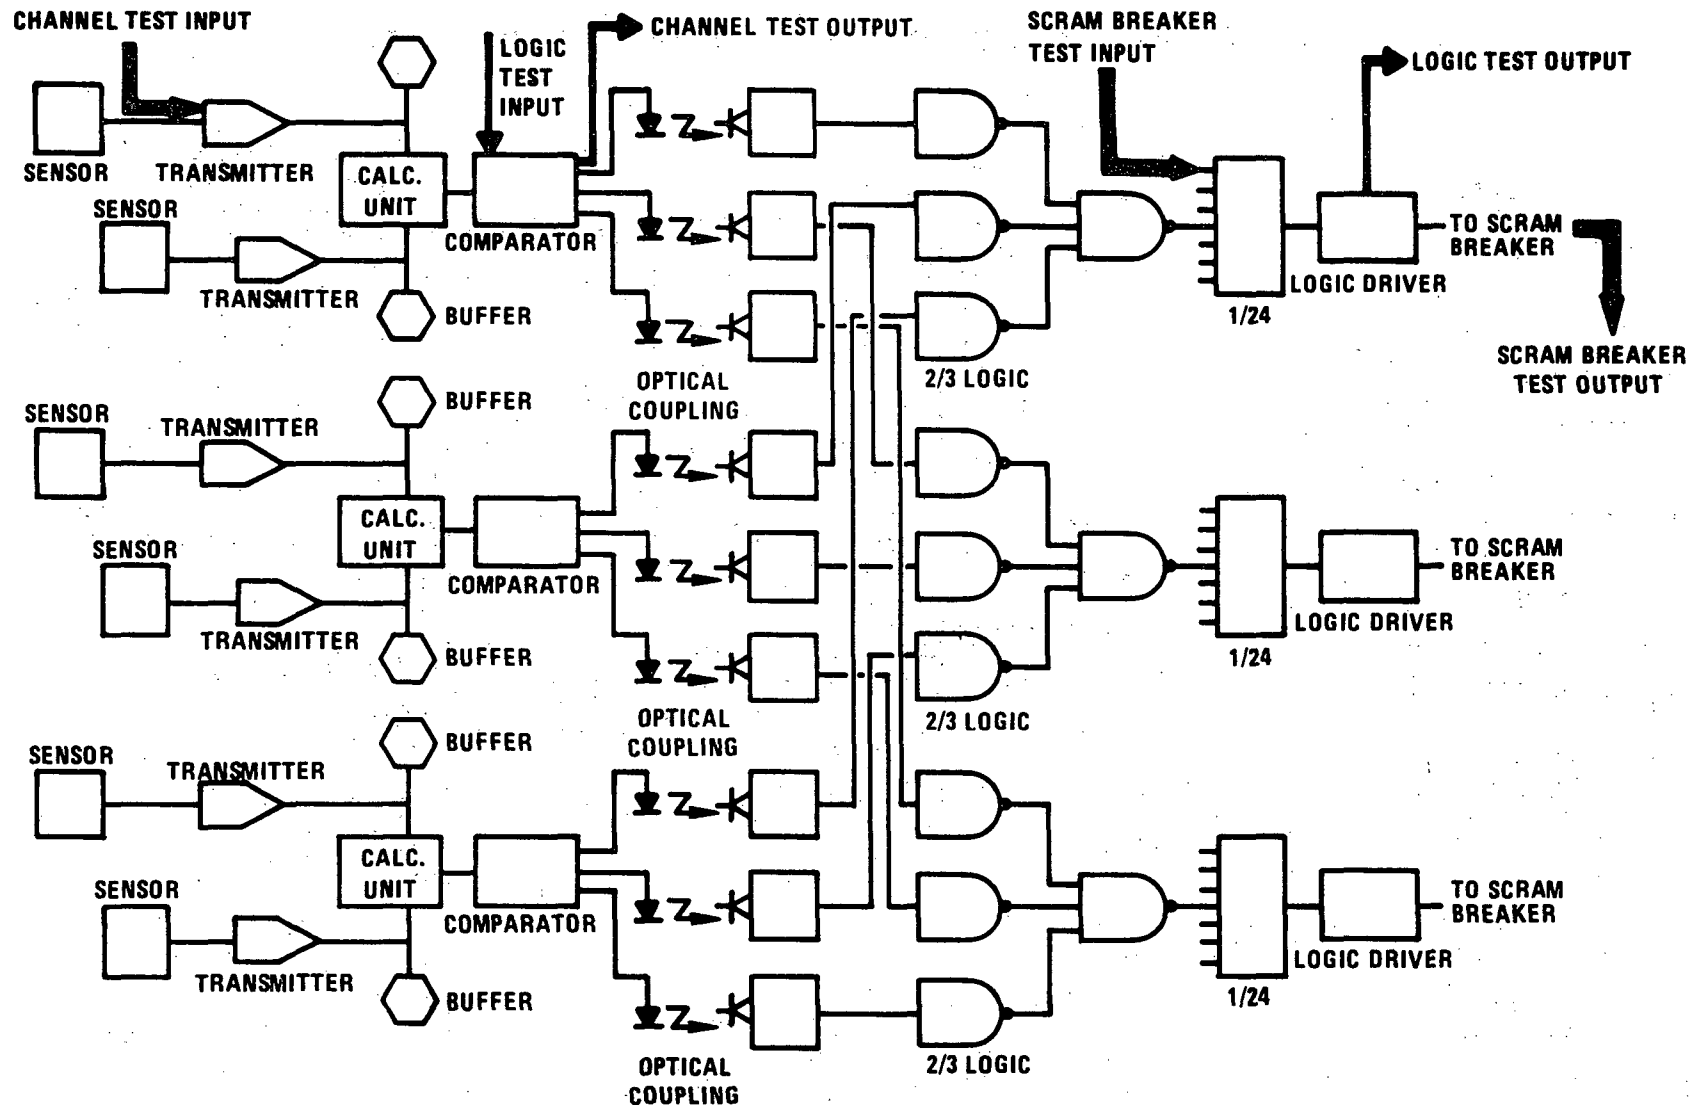 CHANNEL TEST INPUT
CHANNEL TEST OUTPUT
LOGIC
TEST
INPUT
SCRAM BREAKER
TEST INPUT
LOGIC TEST OUTPUT
SENSOR
TRANSMITTER
CALC.
UNIT
SENSOR
COMPARATOR
TRANSMITTER
BUFFER
TO SCRAM
BREAKER
LOGIC DRIVER
1/24
SCRAM BREAKER
TEST OUTPUT
OPTICAL
COUPLING
2/3 LOGIC
SENSOR
TRANSMITTER
BUFFER
CALC.
UNIT
SENSOR
COMPARATOR
TRANSMITTER
BUFFER
TO SCRAM
BREAKER
LOGIC DRIVER
1/24
OPTICAL
COUPLING
2/3 LOGIC
SENSOR
TRANSMITTER
BUFFER
CALC.
UNIT
SENSOR
COMPARATOR
TRANSMITTER
BUFFER
TO SCRAM
BREAKER
LOGIC DRIVER
1/24
OPTICAL
COUPLING
2/3 LOGIC